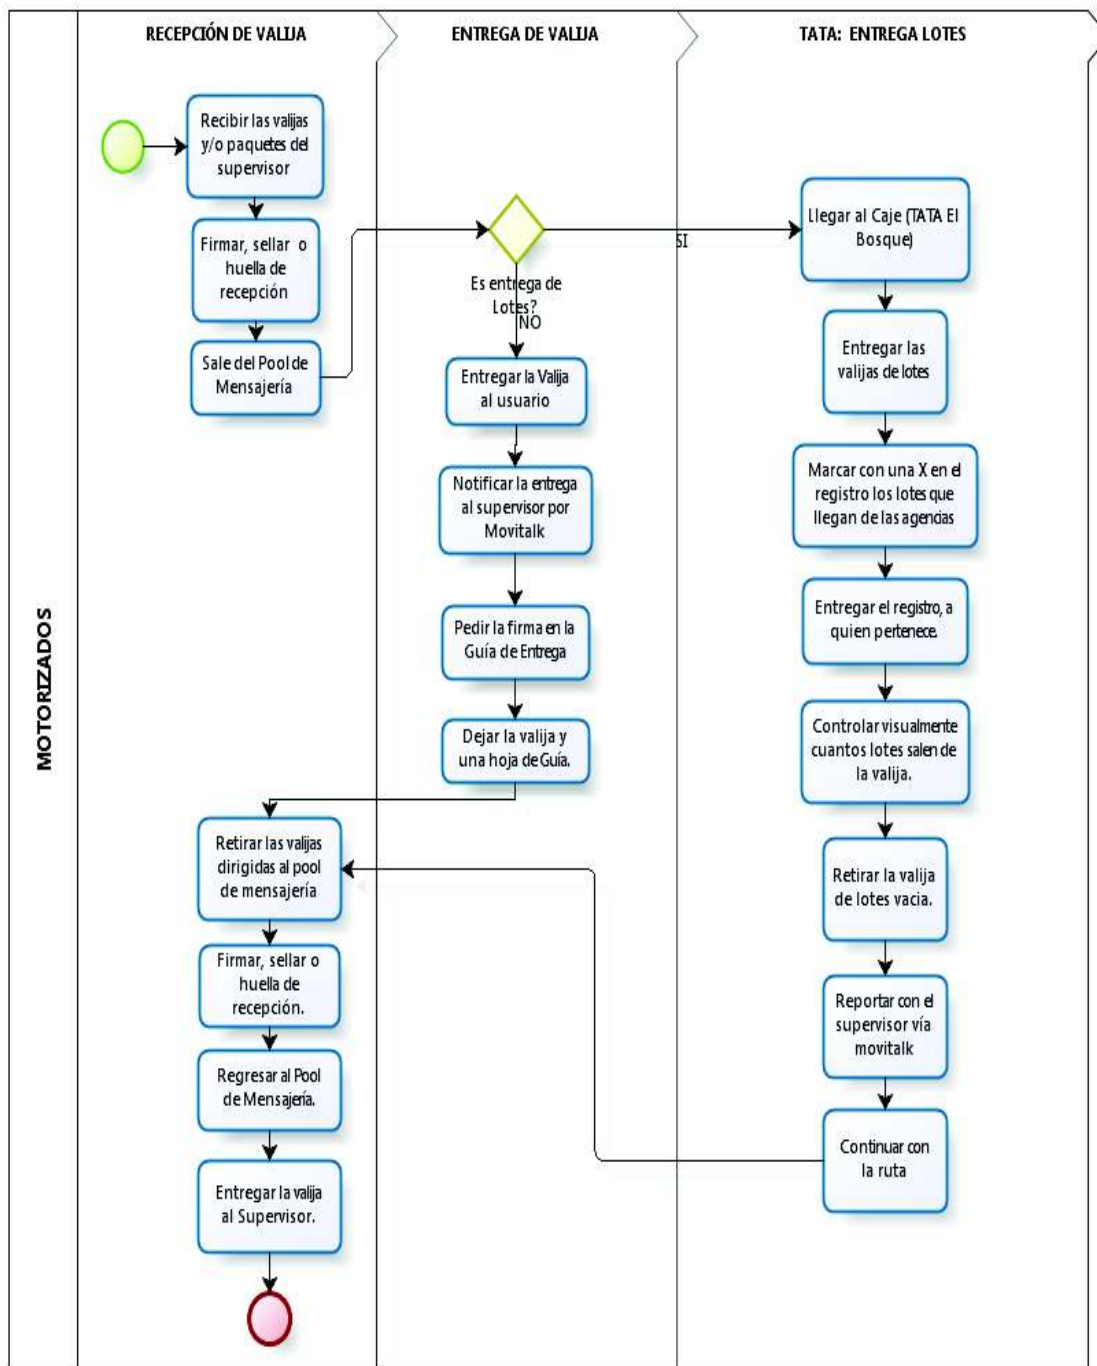 RECEPCIÓN DE VALIJA
ENTREGA DE VALIJA
TATA: ENTREGA LOTES
MOTORIZADOS
Recibir las valijas
y/o paquetes del
supervisor
Firmar, sellar o
huella de
recepción
Sale del Pool de
Mensajería
Es entrega de
Lotes?
SI
NO
Entregar la Valija
al usuario
Notificar la entrega
al supervisor por
Movitalk
Pedir la firma en la
Guía de Entrega
Dejar la valija y
una hoja de Guía.
Llegar al Caje (TATA El
Bosque)
Entregar las
valijas de lotes
Marcar con una X en el
registro los lotes que
llegan de las agencias
Entregar el registro, a
quien pertenece.
Controlar visualmente
cuantos lotes salen de
la valija.
Retirar la valija
de lotes vacia.
Reportar con el
supervisor vía
movitalk
Continuar con
la ruta
Retirar las valijas
dirigidas al pool
de mensajería
Firmar, sellar o
huella de
recepción.
Regresar al Pool
de Mensajería.
Entregar la valija
al Supervisor.